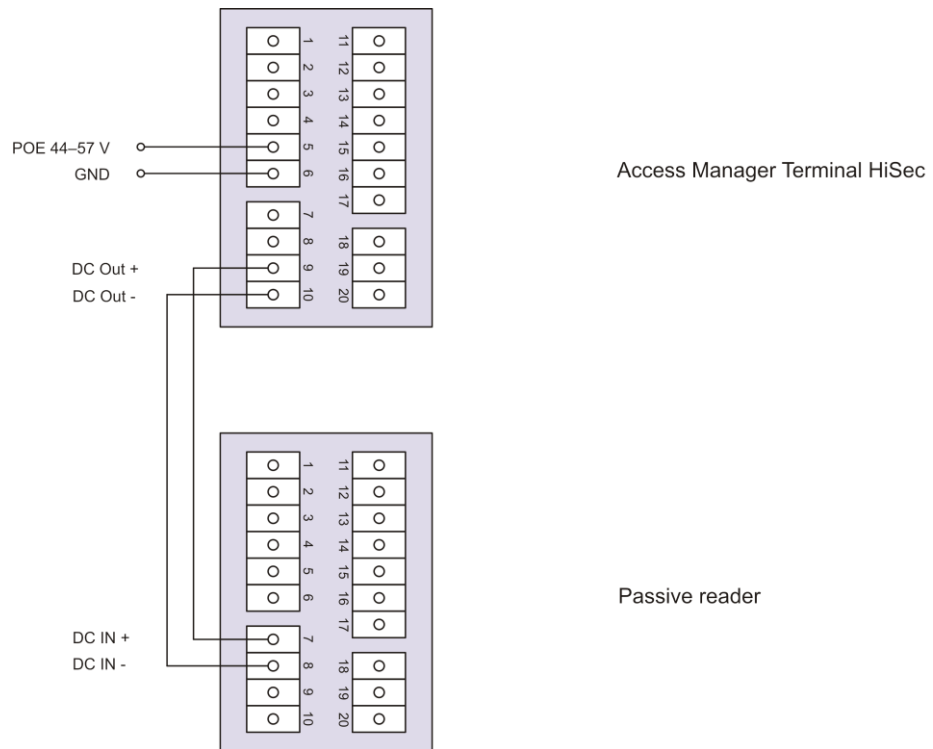 1 11
2 12
3 13
4 14
POE 44–57 V 5 15
GND 6 16
17
7
8 18
DC Out + 9 19
DC Out - 10 20
Access Manager Terminal HiSec
1 11
2 12
3 13
4 14
5 15
6 16
17
DC IN + 7
DC IN - 8 18
9 19
10 20
Passive reader